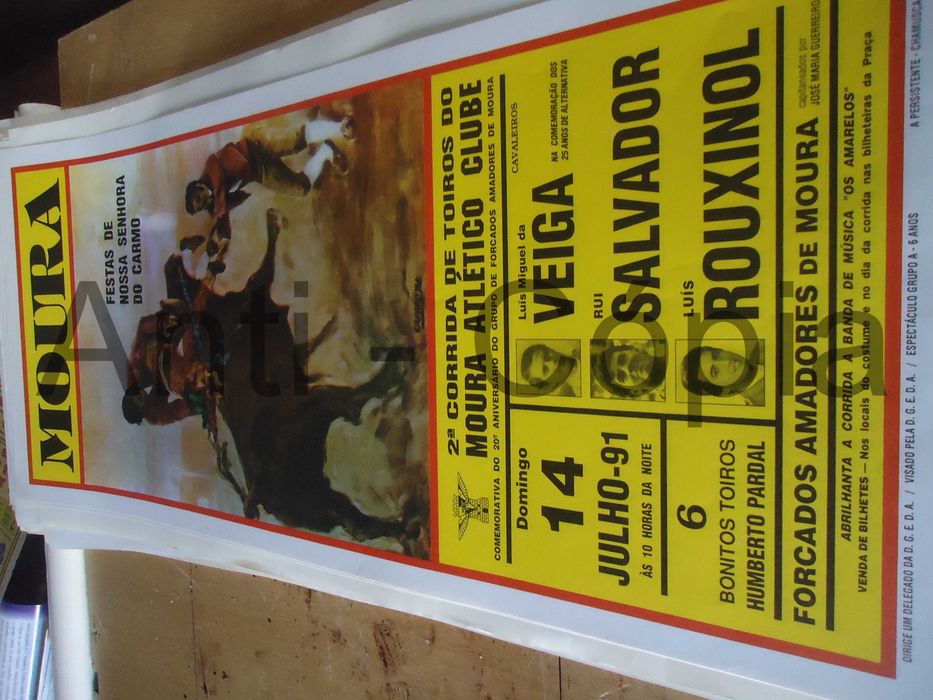 MOURA
FESTAS DE
NOSSA SENHORA
DO CARMO
2ª CORRIDA DE TOIROS DO
MOURA ATLÉTICO CLUBE
COMEMORATIVA DO 20º ANIVERSÁRIO DO GRUPO DE FORCADOS AMADORES DE MOURA
Domingo
14
JULHO-91
ÀS 10 HORAS DA NOITE
6
BONITOS TOIROS
HUMBERTO PARDAL
CAVALEIROS
Luís Miguel da
VEIGA
NA COMEMORAÇÃO DOS
25 ANOS DE ALTERNATIVA
RUI
SALVADOR
LUÍS
ROUXINOL
FORCADOS AMADORES DE MOURA
capitaneados por
JOSÉ MARIA GUERREIRO
ABRILHANTA A CORRIDA A BANDA DE MÚSICA "OS AMARELOS"
VENDA DE BILHETES — Nos locais do costume e no dia da corrida nas bilheteiras da Praça
DIRIGE UM DELEGADO DA D. G. E. D. A. / VISADO PELA D. G. E. D. A. / ESPECTÁCULO GRUPO A - 6 ANOS
A PERSISTENTE - CHAMUSCA
Anti - Cópia